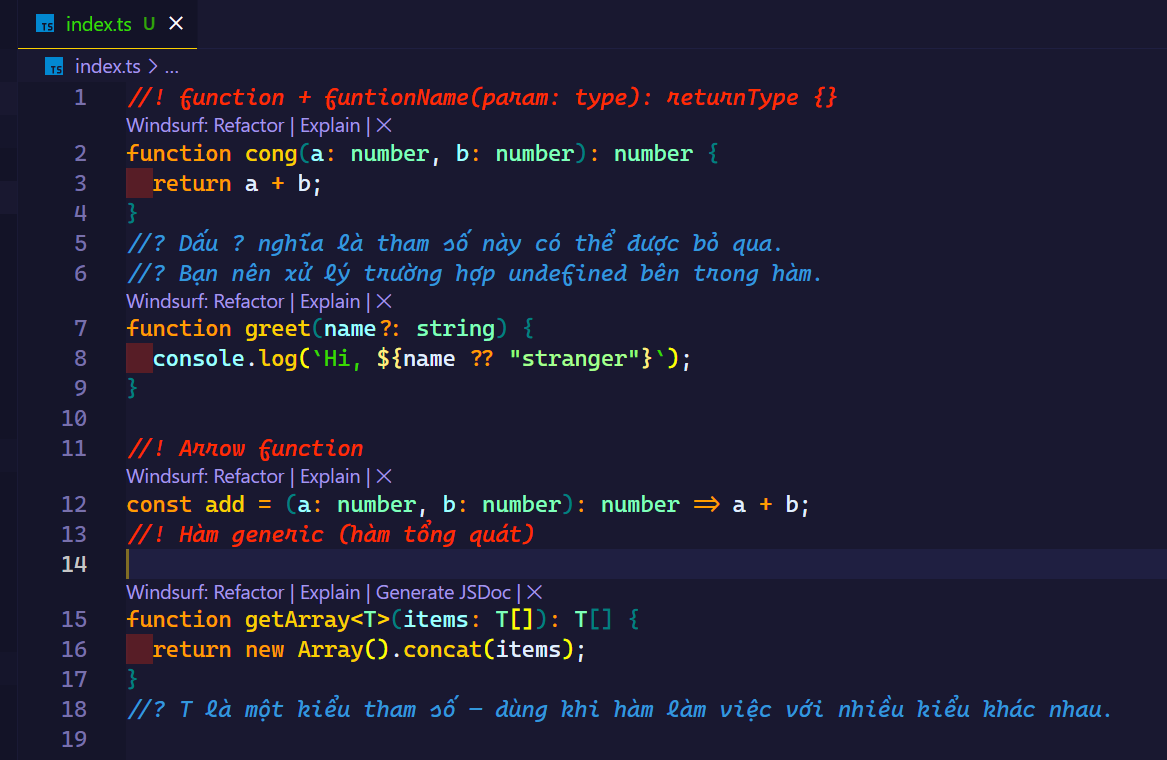 index.ts U ×
index.ts > ...
1 //! function + funtionName(param: type): returnType {}
Windsurf: Refactor | Explain | ×
2 function cong(a: number, b: number): number {
3 return a + b;
4 }
5 //? Dấu ? nghĩa là tham số này có thể được bỏ qua.
6 //? Bạn nên xử lý trường hợp undefined bên trong hàm.
Windsurf: Refactor | Explain | ×
7 function greet(name?: string) {
8 console.log(`Hi, ${name ?? "stranger"}`);
9 }
10
11 //! Arrow function
Windsurf: Refactor | Explain | ×
12 const add = (a: number, b: number): number => a + b;
13 //! Hàm generic (hàm tổng quát)
14
Windsurf: Refactor | Explain | Generate JSDoc | ×
15 function getArray<T>(items: T[]): T[] {
16 return new Array().concat(items);
17 }
18 //? T là một kiểu tham số – dùng khi hàm làm việc với nhiều kiểu khác nhau.
19